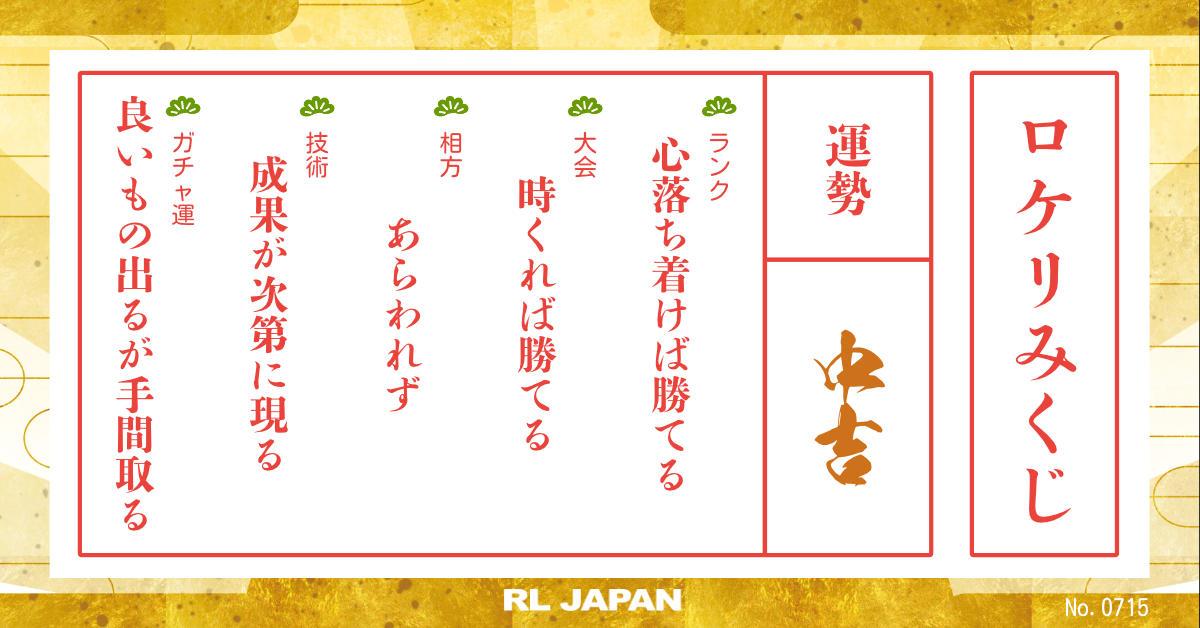 ロケリみくじ
運勢
中吉
ランク
心落ち着けば勝てる
大会
時くれば勝てる
相方
あらわれず
技術
成果が次第に現る
ガチャ運
良いもの出るが手間取る
RL JAPAN
No. 0715